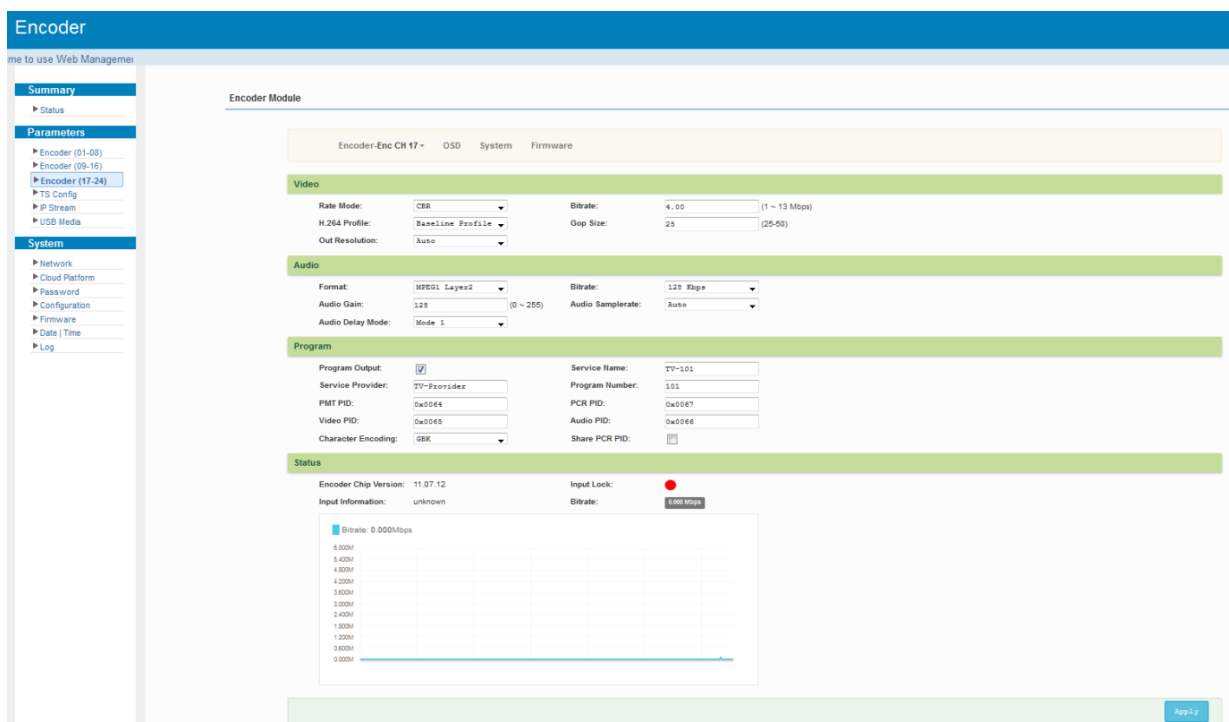 Encoder
me to use Web Managemer
Summary
Status
Parameters
Encoder (01-08)
Encoder (09-16)
Encoder (17-24)
TS Config
IP Stream
USB Media
System
Network
Cloud Platform
Password
Configuration
Firmware
Date | Time
Log
Encoder Module
Encoder-Enc CH 17 OSD System Firmware
Video
Rate Mode: CBR Bitrate: 4.00 (1 ~ 13 Mbps)
H.264 Profile: Baseline Profile Gop Size: 25 (25-50)
Out Resolution: Auto
Audio
Format: MPEG1 Layer2 Bitrate: 128 Kbps
Audio Gain: 128 (0 ~ 255) Audio Samplerate: Auto
Audio Delay Mode: Mode 1
Program
Program Output: Service Name: TV-101
Service Provider: TV-Provider Program Number: 101
PMT PID: 0x0064 PCR PID: 0x0067
Video PID: 0x0065 Audio PID: 0x0066
Character Encoding: GBK Share PCR PID:
Status
Encoder Chip Version: 11.07.12 Input Lock:
Input Information: unknown Bitrate: 0.000 Mbps
Bitrate: 0.000Mbps
6.000M
5.400M
4.800M
4.200M
3.600M
3.000M
2.400M
1.800M
1.200M
0.600M
0.000M
Apply